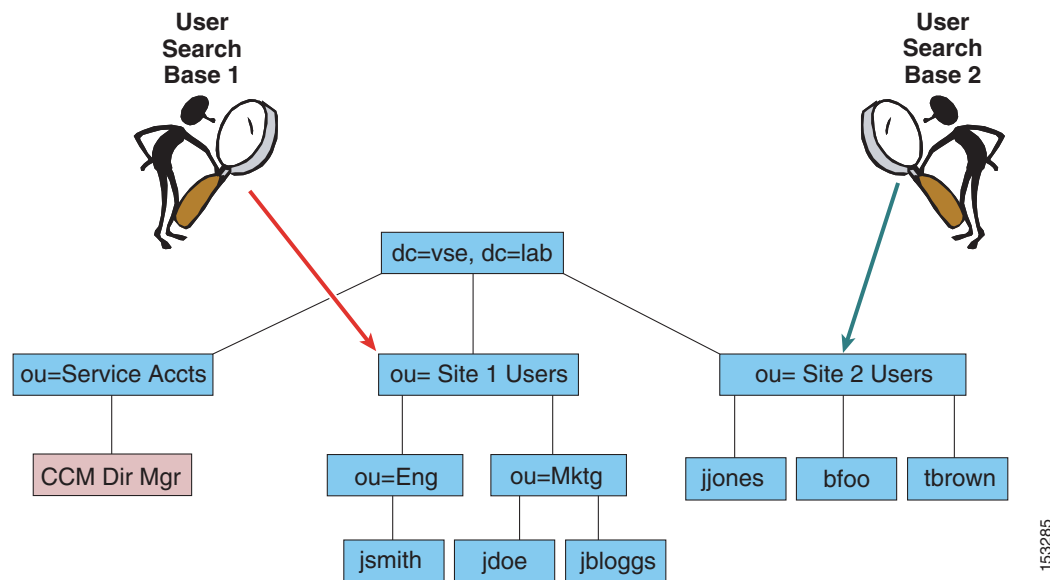 User
Search
Base 1
User
Search
Base 2
dc=vse, dc=lab
ou=Service Accts
ou= Site 1 Users
ou= Site 2 Users
CCM Dir Mgr
ou=Eng
ou=Mktg
jjones
bfoo
tbrown
jsmith
jdoe
jbloggs
153285